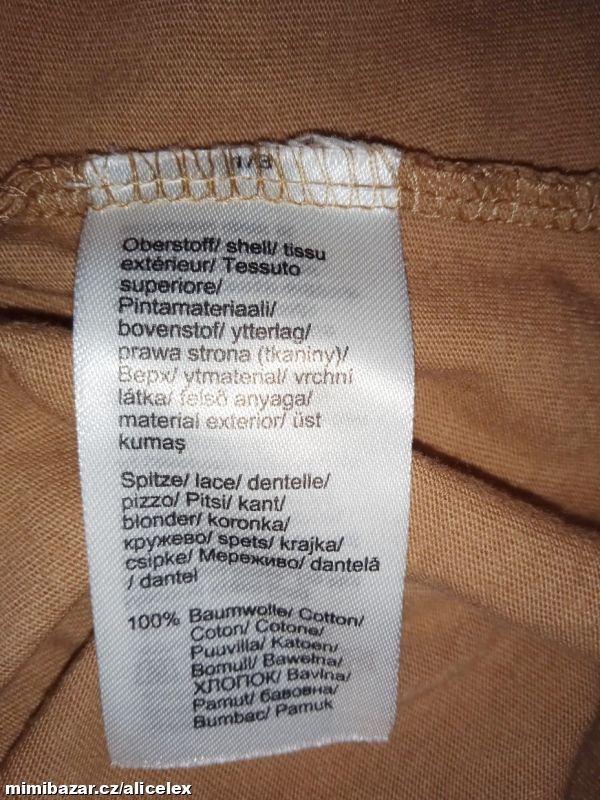 1/3
Oberstoff/ shell/ tissu
extérieur/ Tessuto
superiore/
Pintamateriaali/
bovenstof/ ytterlag/
prawa strona (tkaniny)/
Верх/ ytmaterial/ vrchní
látka/ felső anyaga/
material exterior/ üst
kumaş
Spitze/ lace/ dentelle/
pizzo/ Pitsi/ kant/
blonder/ koronka/
кружево/ spets/ krajka/
csipke/ Мереживо/ dantelă
/ dantel
100% Baumwolle/ Cotton/
Coton/ Cotone/
Puuvilla/ Katoen/
Bomull/ Bawełna/
ХЛОПОК/ Bavlna/
Pamut/ бавовна/
Bumbac/ Pamuk
mimibazar.cz/alicelex